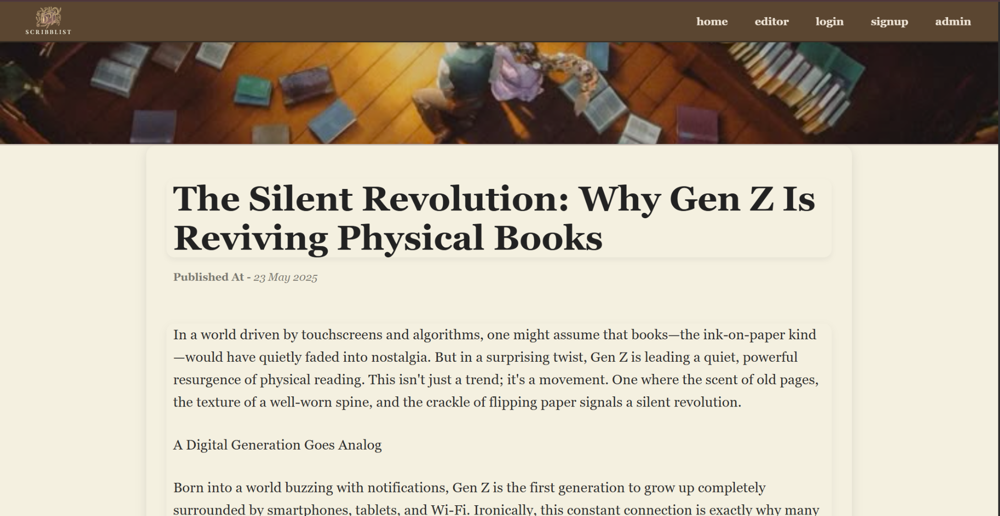 SCRIBBLIST
home editor login signup admin
The Silent Revolution: Why Gen Z Is
Reviving Physical Books
Published At - 23 May 2025
In a world driven by touchscreens and algorithms, one might assume that books—the ink-on-paper kind
—would have quietly faded into nostalgia. But in a surprising twist, Gen Z is leading a quiet, powerful
resurgence of physical reading. This isn't just a trend; it's a movement. One where the scent of old pages,
the texture of a well-worn spine, and the crackle of flipping paper signals a silent revolution.
A Digital Generation Goes Analog
Born into a world buzzing with notifications, Gen Z is the first generation to grow up completely
surrounded by smartphones, tablets, and Wi-Fi. Ironically, this constant connection is exactly why many